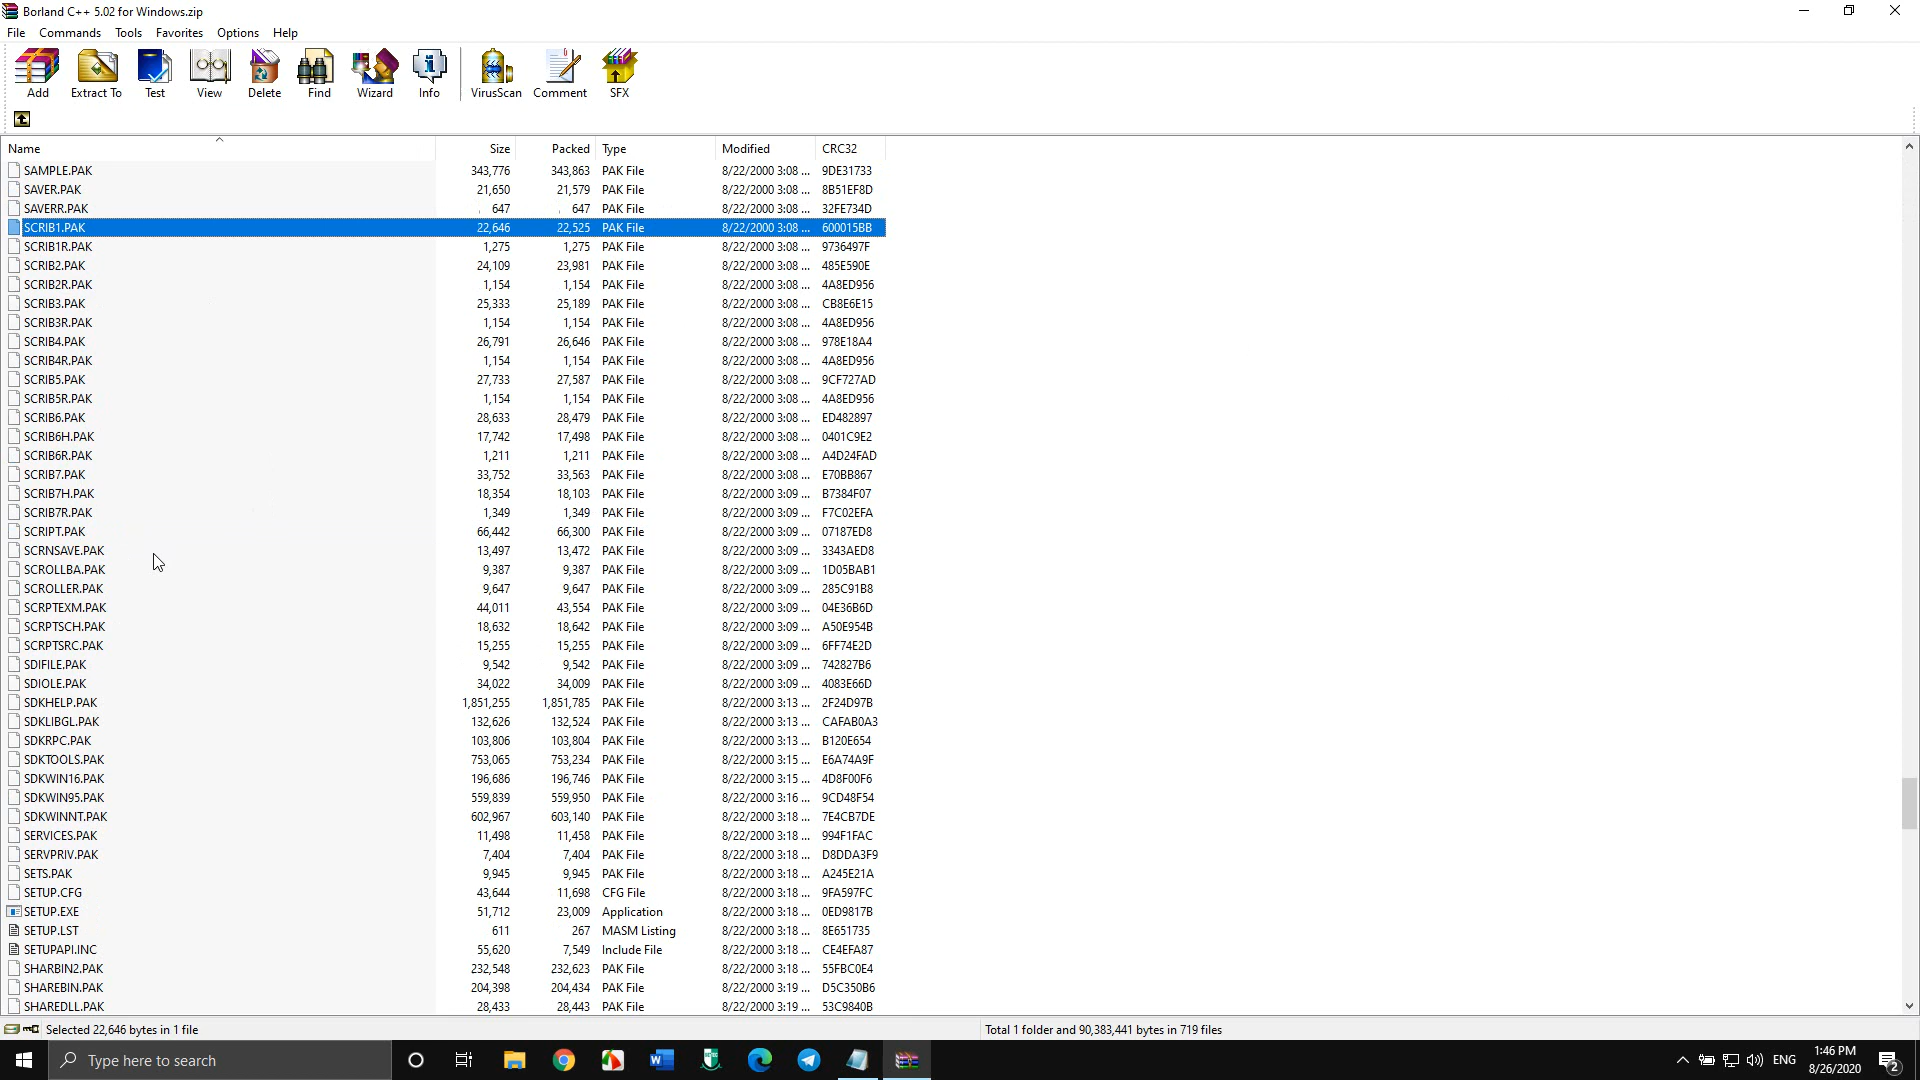 Borland C++ 5.02 for Windows.zip
File Commands Tools Favorites Options Help
Add Extract To Test View Delete Find Wizard Info VirusScan Comment SFX
Name Size Packed Type Modified CRC32
SAMPLE.PAK 343,776 343,863 PAK File 8/22/2000 3:08 ... 9DE31733
SAVER.PAK 21,650 21,579 PAK File 8/22/2000 3:08 ... 8B51EF8D
SAVERR.PAK 647 647 PAK File 8/22/2000 3:08 ... 32FE734D
SCRIB1.PAK 22,646 22,525 PAK File 8/22/2000 3:08 ... 600015BB
SCRIB1R.PAK 1,275 1,275 PAK File 8/22/2000 3:08 ... 9736497F
SCRIB2.PAK 24,109 23,981 PAK File 8/22/2000 3:08 ... 485E590E
SCRIB2R.PAK 1,154 1,154 PAK File 8/22/2000 3:08 ... 4A8ED956
SCRIB3.PAK 25,333 25,189 PAK File 8/22/2000 3:08 ... CB8E6E15
SCRIB3R.PAK 1,154 1,154 PAK File 8/22/2000 3:08 ... 4A8ED956
SCRIB4.PAK 26,791 26,646 PAK File 8/22/2000 3:08 ... 978E18A4
SCRIB4R.PAK 1,154 1,154 PAK File 8/22/2000 3:08 ... 4A8ED956
SCRIB5.PAK 27,733 27,587 PAK File 8/22/2000 3:08 ... 9CF727AD
SCRIB5R.PAK 1,154 1,154 PAK File 8/22/2000 3:08 ... 4A8ED956
SCRIB6.PAK 28,633 28,479 PAK File 8/22/2000 3:08 ... ED482897
SCRIB6H.PAK 17,742 17,498 PAK File 8/22/2000 3:08 ... 0401C9E2
SCRIB6R.PAK 1,211 1,211 PAK File 8/22/2000 3:08 ... A4D24FAD
SCRIB7.PAK 33,752 33,563 PAK File 8/22/2000 3:08 ... E70BB867
SCRIB7H.PAK 18,354 18,103 PAK File 8/22/2000 3:09 ... B7384F07
SCRIB7R.PAK 1,349 1,349 PAK File 8/22/2000 3:09 ... F7C02EFA
SCRIPT.PAK 66,442 66,300 PAK File 8/22/2000 3:09 ... 07187ED8
SCRNSAVE.PAK 13,497 13,472 PAK File 8/22/2000 3:09 ... 3343AED8
SCROLLBA.PAK 9,387 9,387 PAK File 8/22/2000 3:09 ... 1D05BAB1
SCROLLER.PAK 9,647 9,647 PAK File 8/22/2000 3:09 ... 285C91B8
SCRPTEXM.PAK 44,011 43,554 PAK File 8/22/2000 3:09 ... 04E36B6D
SCRPTSCH.PAK 18,632 18,642 PAK File 8/22/2000 3:09 ... A50E954B
SCRPTSRC.PAK 15,255 15,255 PAK File 8/22/2000 3:09 ... 6FF74E2D
SDIFILE.PAK 9,542 9,542 PAK File 8/22/2000 3:09 ... 742827B6
SDIOLE.PAK 34,022 34,009 PAK File 8/22/2000 3:09 ... 4083E66D
SDKHELP.PAK 1,851,255 1,851,785 PAK File 8/22/2000 3:13 ... 2F24D97B
SDKLIBGL.PAK 132,626 132,524 PAK File 8/22/2000 3:13 ... CAFAB0A3
SDKRPC.PAK 103,806 103,804 PAK File 8/22/2000 3:13 ... B120E654
SDKTOOLS.PAK 753,065 753,234 PAK File 8/22/2000 3:15 ... E6A74A9F
SDKWIN16.PAK 196,686 196,746 PAK File 8/22/2000 3:15 ... 4D8F00F6
SDKWIN95.PAK 559,839 559,950 PAK File 8/22/2000 3:16 ... 9CD48F54
SDKWINNT.PAK 602,967 603,140 PAK File 8/22/2000 3:18 ... 7E4CB7DE
SERVICES.PAK 11,498 11,458 PAK File 8/22/2000 3:18 ... 994F1FAC
SERVPRIV.PAK 7,404 7,404 PAK File 8/22/2000 3:18 ... D8DDA3F9
SETS.PAK 9,945 9,945 PAK File 8/22/2000 3:18 ... A245E21A
SETUP.CFG 43,644 11,698 CFG File 8/22/2000 3:18 ... 9FA597FC
SETUP.EXE 51,712 23,009 Application 8/22/2000 3:18 ... 0ED9817B
SETUP.LST 611 267 MASM Listing 8/22/2000 3:18 ... 8E651735
SETUPAPI.INC 55,620 7,549 Include File 8/22/2000 3:18 ... CE4EFA87
SHARBIN2.PAK 232,548 232,623 PAK File 8/22/2000 3:18 ... 55FBC0E4
SHAREBIN.PAK 204,398 204,434 PAK File 8/22/2000 3:19 ... D5C350B6
SHAREDLL.PAK 28,433 28,443 PAK File 8/22/2000 3:19 ... 53C9840B
Selected 22,646 bytes in 1 file Total 1 folder and 90,383,441 bytes in 719 files
Type here to search ENG 1:46 PM
8/26/2020 2